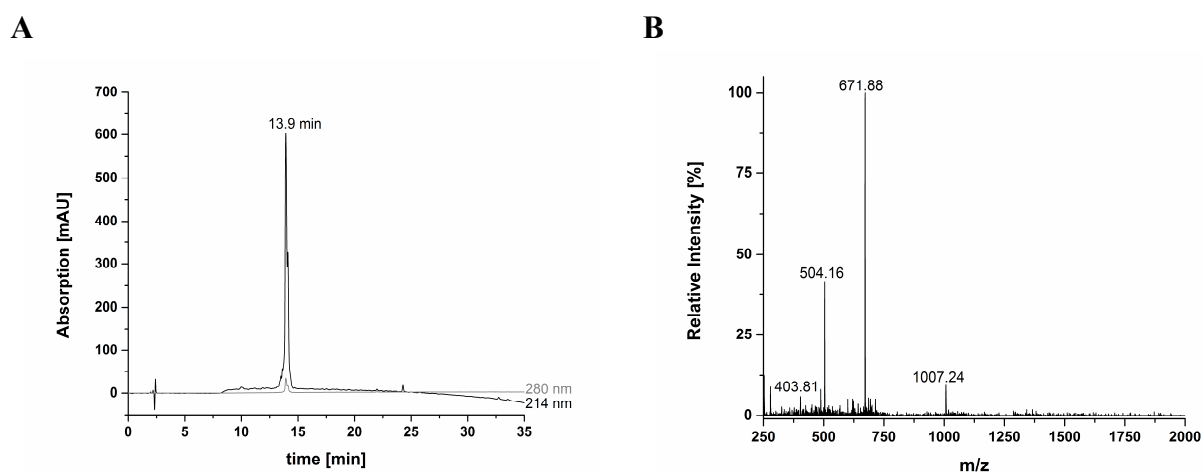 A
B
700
600
500
400
300
200
100
0
Absorption [mAU]
13.9 min
280 nm
214 nm
0 5 10 15 20 25 30 35
time [min]
100
75
50
25
0
Relative Intensity [%]
671.88
504.16
403.81
1007.24
250 500 750 1000 1250 1500 1750 2000
m/z